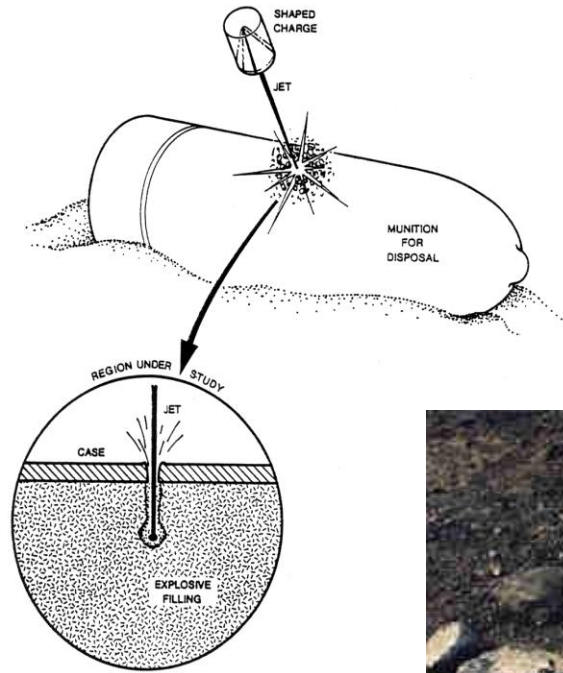 SHAPED
CHARGE
JET
MUNITION
FOR
DISPOSAL
REGION UNDER STUDY
JET
CASE
EXPLOSIVE
FILLING